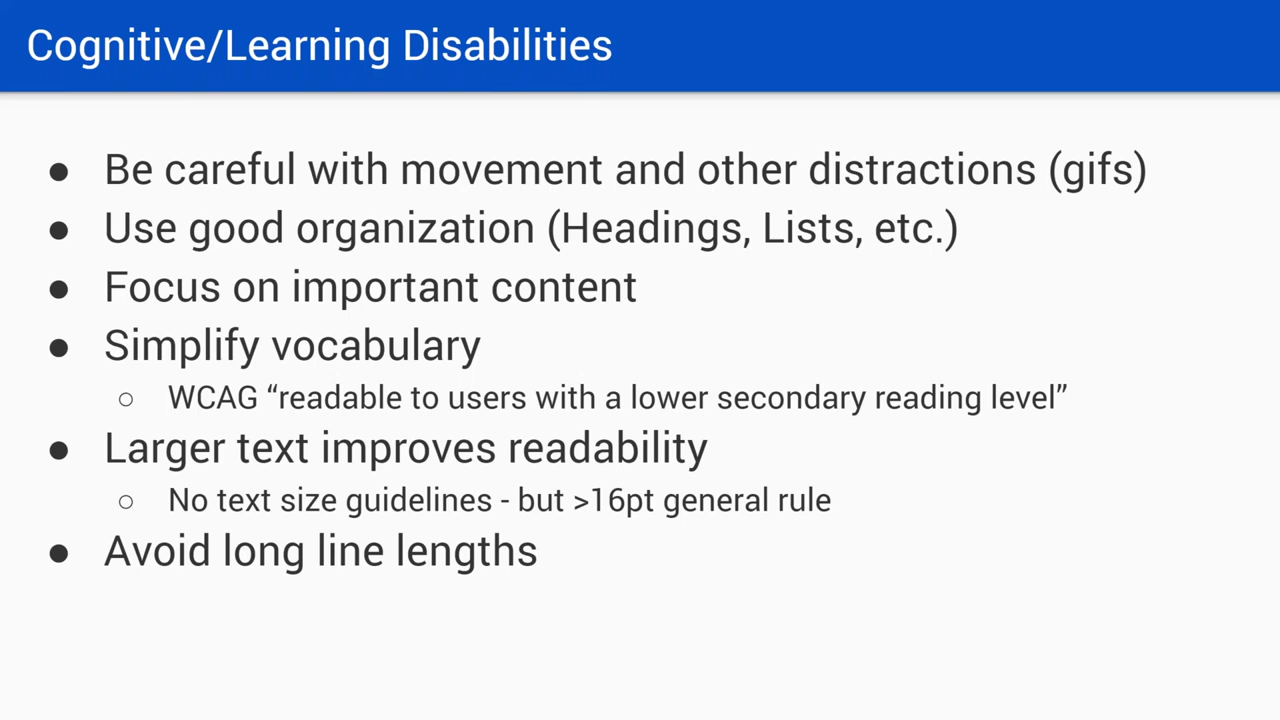 Cognitive/Learning Disabilities
● Be careful with movement and other distractions (gifs)
● Use good organization (Headings, Lists, etc.)
● Focus on important content
● Simplify vocabulary
○ WCAG “readable to users with a lower secondary reading level”
● Larger text improves readability
○ No text size guidelines - but >16pt general rule
● Avoid long line lengths